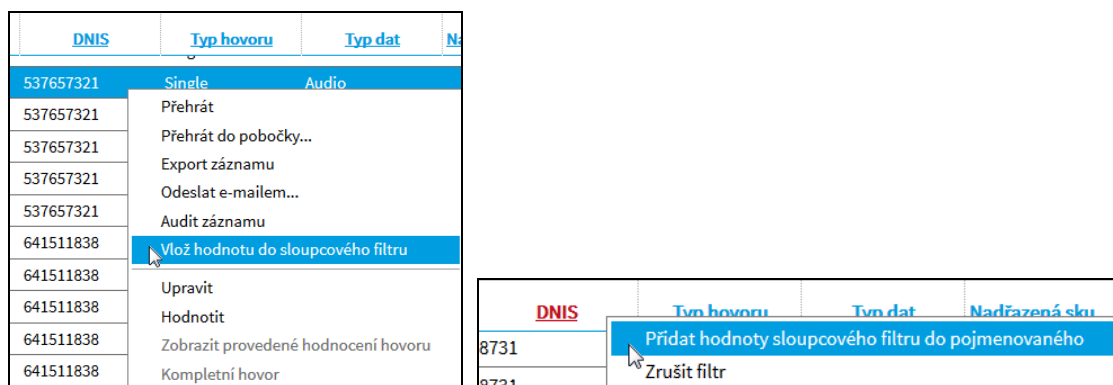 DNIS Typ hovoru Typ dat
537657321 Single Audio
537657321
537657321
537657321
537657321
641511838
641511838
641511838
641511838
641511838
Přehrát
Přehrát do pobočky...
Export záznamu
Odeslat e-mailem...
Audit záznamu
Vlož hodnotu do sloupcového filtru
Upravit
Hodnotit
Zobrazit provedené hodnocení hovoru
Kompletní hovor
DNIS Typ hovoru Typ dat Nadřazená sku
8731
Přidat hodnoty sloupcového filtru do pojmenovaného
Zrušit filtr